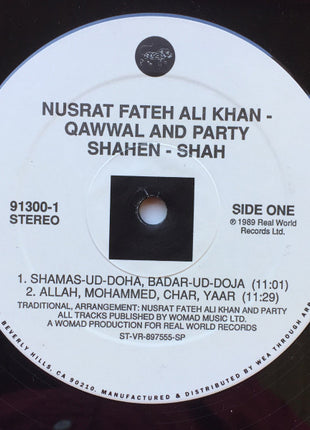 NUSRAT FATEH ALI KHAN -
QAWWAL AND PARTY
SHAHEN - SHAH
91300-1
STEREO
SIDE ONE
℗ 1989 Real World
Records Ltd.
1. SHAMAS-UD-DOHA, BADAR-UD-DOJA (11:01)
2. ALLAH, MOHAMMED, CHAR, YAAR (11:29)
TRADITIONAL, ARRANGEMENT: NUSRAT FATEH ALI KHAN AND PARTY
ALL TRACKS PUBLISHED BY WOMAD MUSIC LTD.
A WOMAD PRODUCTION FOR REAL WORLD RECORDS
ST-VR-897555-SP
BEVERLY HILLS, CA 90210. MANUFACTURED & DISTRIBUTED BY WEA THROUGH